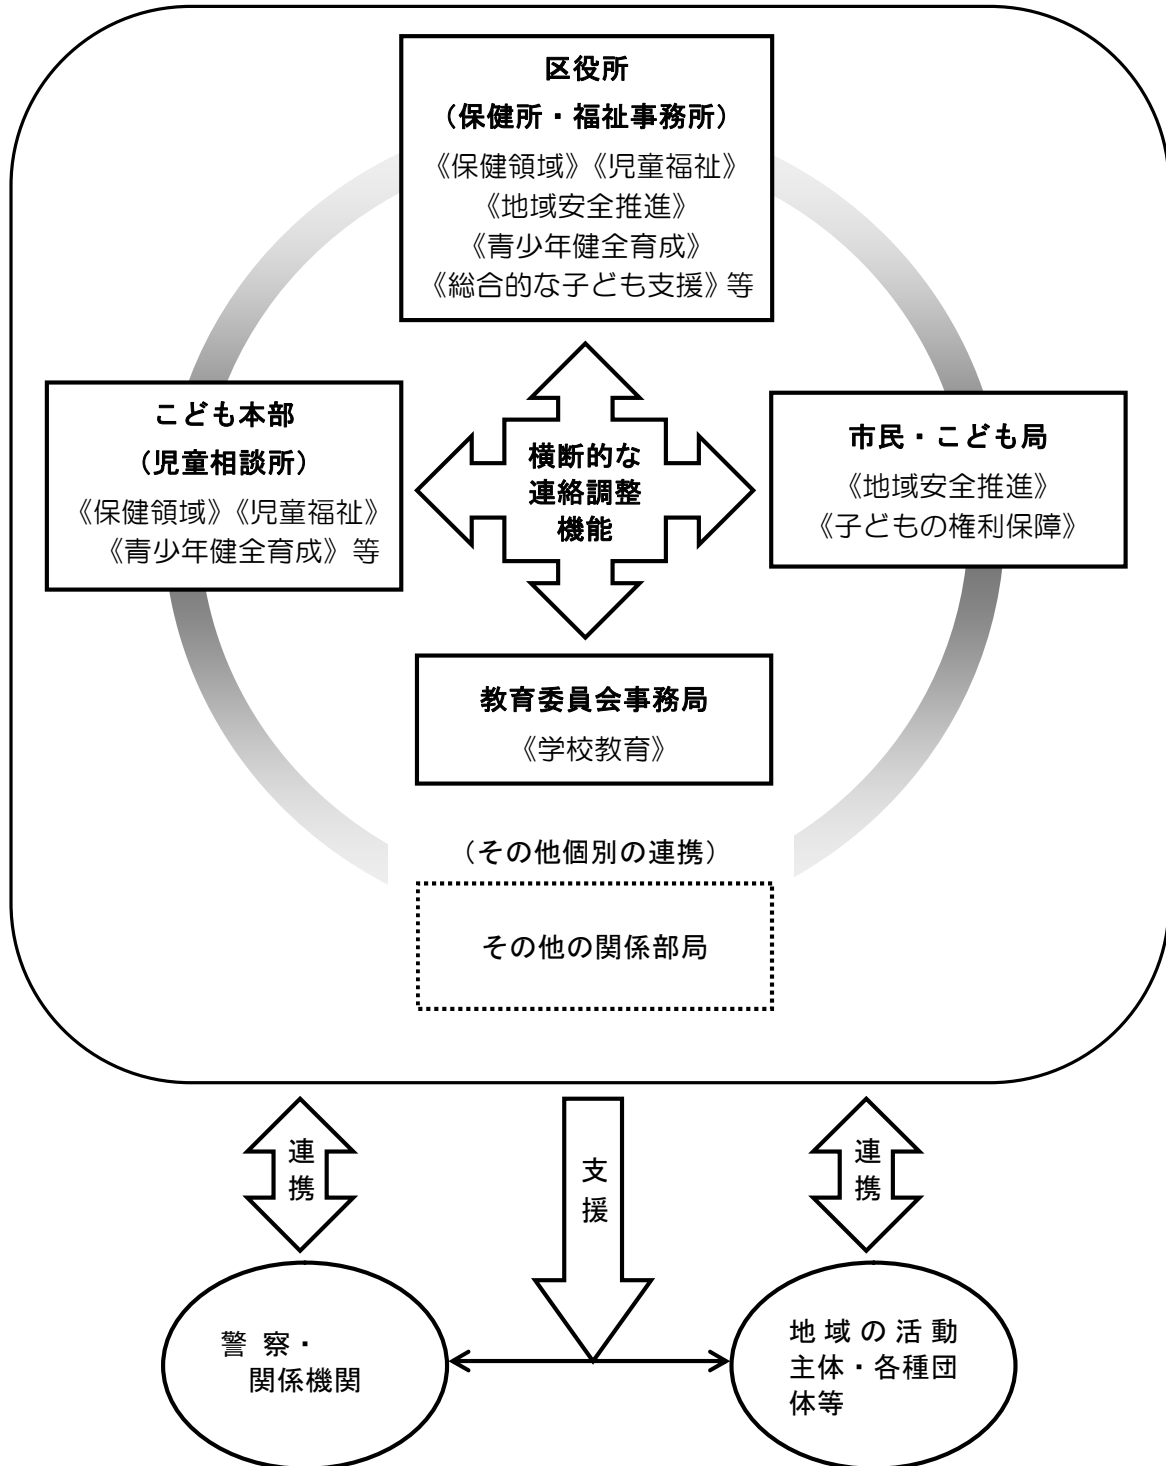 区役所
（保健所・福祉事務所）
《保健領域》《児童福祉》
《地域安全推進》
《青少年健全育成》
《総合的な子ども支援》等
こども本部
（児童相談所）
《保健領域》《児童福祉》
《青少年健全育成》等
横断的な
連絡調整
機能
市民・こども局
《地域安全推進》
《子どもの権利保障》
教育委員会事務局
《学校教育》
（その他個別の連携）
その他の関係部局
連携
支援
連携
警察・
関係機関
地域の活動
主体・各種団
体等